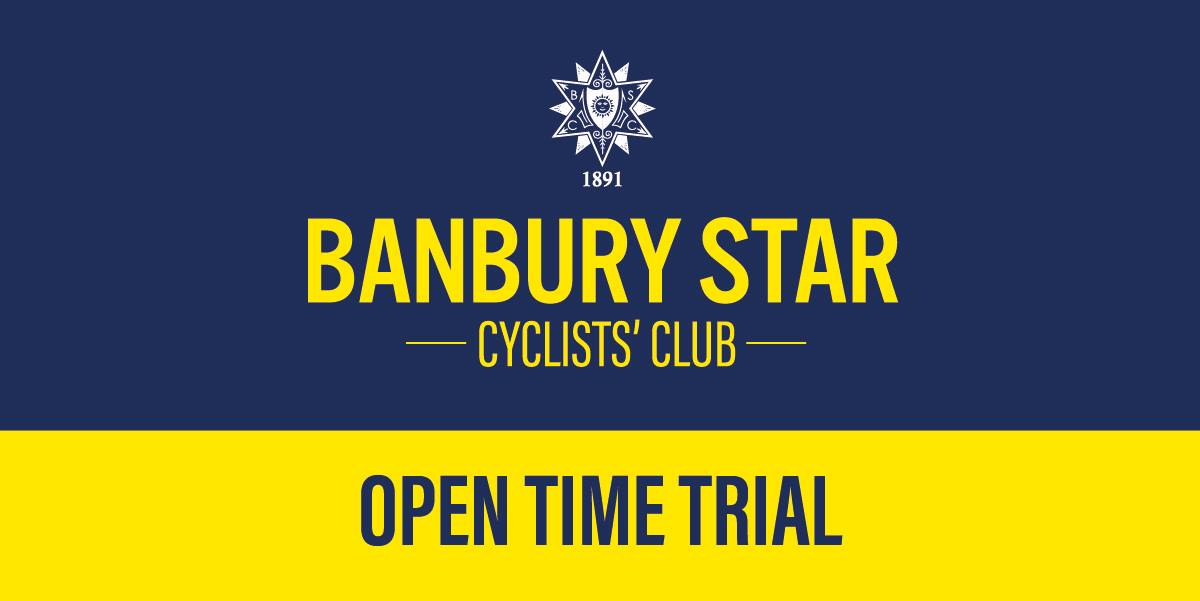 B S
C C
1891
BANBURY STAR
CYCLISTS’ CLUB
OPEN TIME TRIAL